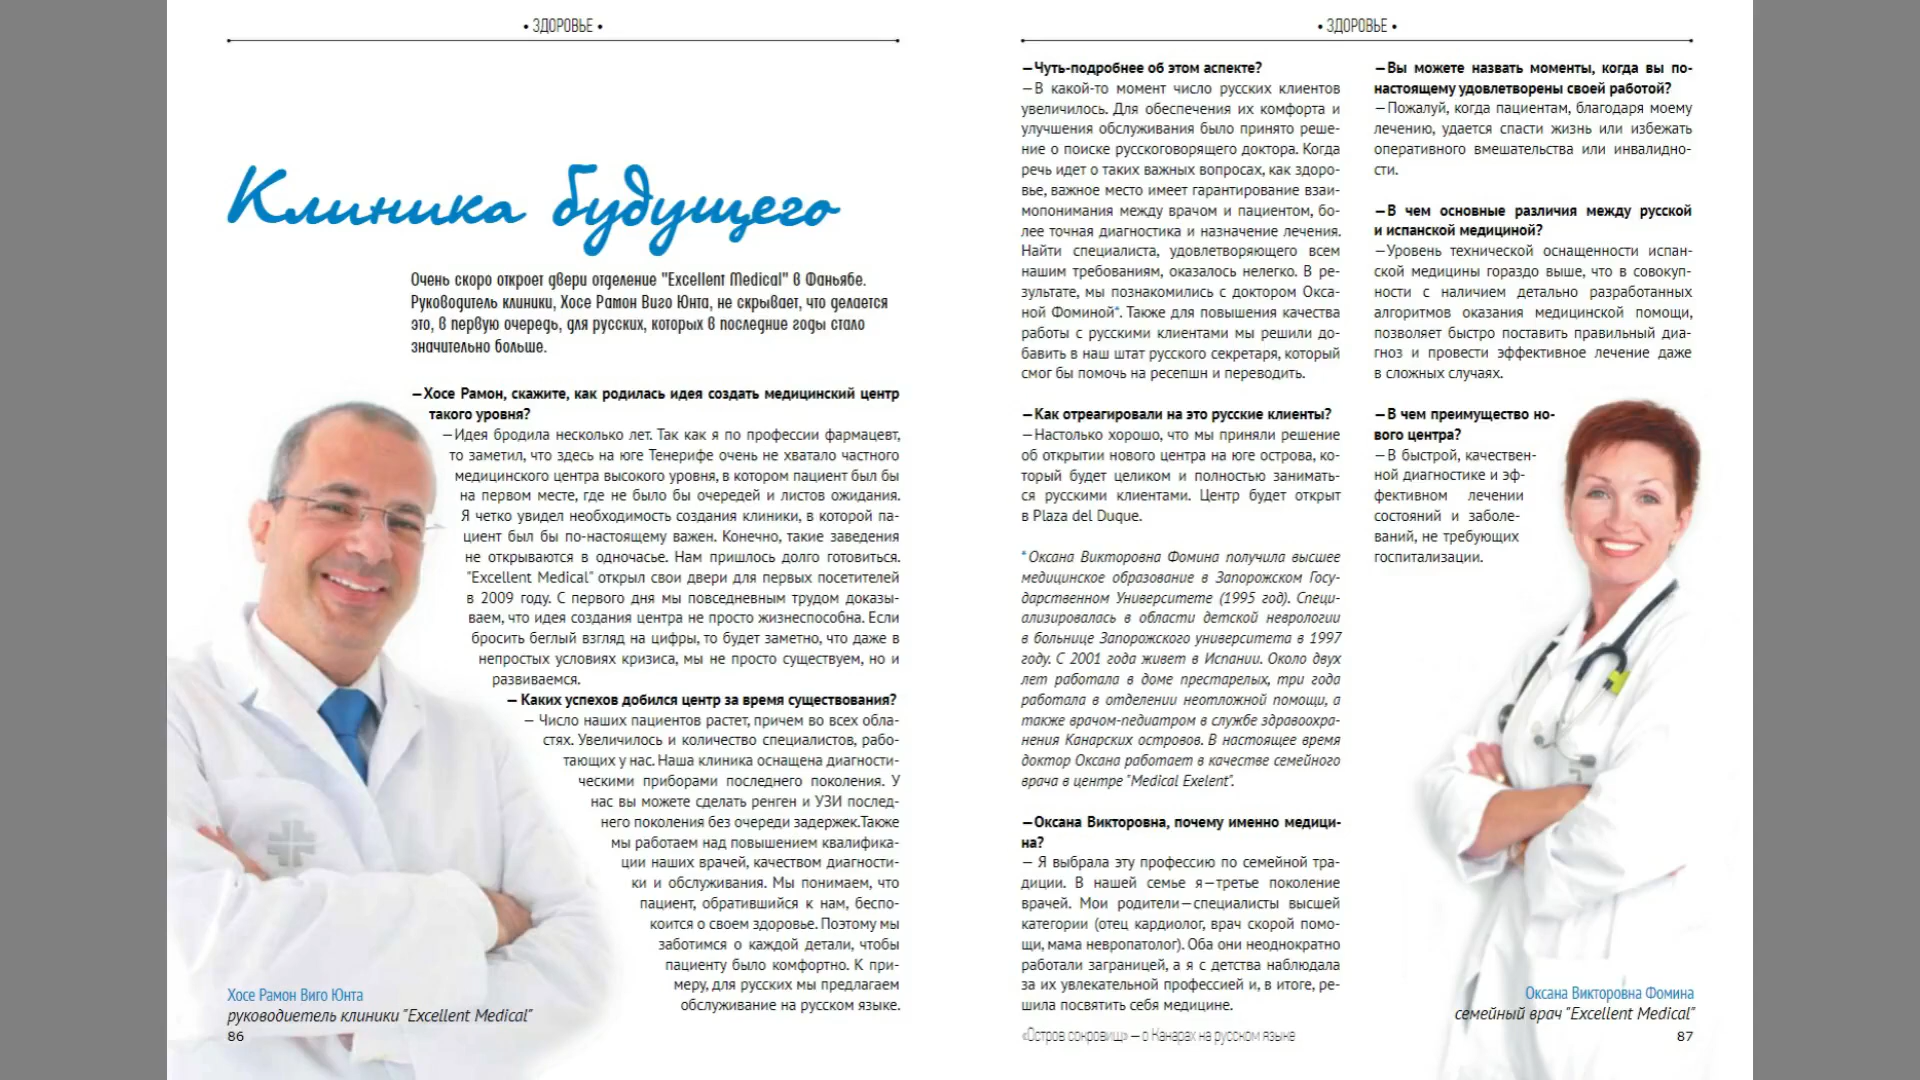 • ЗДОРОВЬЕ •
Клиника будущего
Очень скоро откроет двери отделение "Excellent Medical" в Фаньябе.
Руководитель клиники, Хосе Рамон Виго Юнта, не скрывает, что делается
это, в первую очередь, для русских, которых в последние годы стало
значительно больше.
—Хосе Рамон, скажите, как родилась идея создать медицинский центр
такого уровня?
—Идея бродила несколько лет. Так как я по профессии фармацевт,
то заметил, что здесь на юге Тенерифе очень не хватало частного
медицинского центра высокого уровня, в котором пациент был бы
на первом месте, где не было бы очередей и листов ожидания.
Я четко увидел необходимость создания клиники, в которой па-
циент был бы по-настоящему важен. Конечно, такие заведения
не открываются в одночасье. Нам пришлось долго готовиться.
"Excellent Medical" открыл свои двери для первых посетителей
в 2009 году. С первого дня мы повседневным трудом доказы-
ваем, что идея создания центра не просто жизнеспособна. Если
бросить беглый взгляд на цифры, то будет заметно, что даже в
непростых условиях кризиса, мы не просто существуем, но и
развиваемся.
— Каких успехов добился центр за время существования?
— Число наших пациентов растет, причем во всех обла-
стях. Увеличилось и количество специалистов, рабо-
тающих у нас. Наша клиника оснащена диагности-
ческими приборами последнего поколения. У
нас вы можете сделать ренген и УЗИ послед-
него поколения без очереди задержек.Также
мы работаем над повышением квалифика-
ции наших врачей, качеством диагности-
ки и обслуживания. Мы понимаем, что
пациент, обратившийся к нам, беспо-
коится о своем здоровье. Поэтому мы
заботимся о каждой детали, чтобы
пациенту было комфортно. К при-
меру, для русских мы предлагаем
обслуживание на русском языке.
Хосе Рамон Виго Юнта
руководиетель клиники "Excellent Medical"
86
• ЗДОРОВЬЕ •
—Чуть-подробнее об этом аспекте?
—В какой-то момент число русских клиентов
увеличилось. Для обеспечения их комфорта и
улучшения обслуживания было принято реше-
ние о поиске русскоговорящего доктора. Когда
речь идет о таких важных вопросах, как здоро-
вье, важное место имеет гарантирование взаи-
мопонимания между врачом и пациентом, бо-
лее точная диагностика и назначение лечения.
Найти специалиста, удовлетворяющего всем
нашим требованиям, оказалось нелегко. В ре-
зультате, мы познакомились с доктором Окса-
ной Фоминой*. Также для повышения качества
работы с русскими клиентами мы решили до-
бавить в наш штат русского секретаря, который
смог бы помочь на ресепшн и переводить.
—Как отреагировали на это русские клиенты?
—Настолько хорошо, что мы приняли решение
об открытии нового центра на юге острова, ко-
торый будет целиком и полностью занимать-
ся русскими клиентами. Центр будет открыт
в Plaza del Duque.
*Оксана Викторовна Фомина получила высшее
медицинское образование в Запорожском Госу-
дарственном Университете (1995 год). Специ-
ализировалась в области детской неврологии
в больнице Запорожского университета в 1997
году. С 2001 года живет в Испании. Около двух
лет работала в доме престарелых, три года
работала в отделении неотложной помощи, а
также врачом-педиатром в службе здравоохра-
нения Канарских островов. В настоящее время
доктор Оксана работает в качестве семейного
врача в центре "Medical Exelent".
—Оксана Викторовна, почему именно медици-
на?
— Я выбрала эту профессию по семейной тра-
диции. В нашей семье я—третье поколение
врачей. Мои родители—специалисты высшей
категории (отец кардиолог, врач скорой помо-
щи, мама невропатолог). Оба они неоднократно
работали заграницей, а я с детства наблюдала
за их увлекательной профессией и, в итоге, ре-
шила посвятить себя медицине.
—Вы можете назвать моменты, когда вы по-
настоящему удовлетворены своей работой?
—Пожалуй, когда пациентам, благодаря моему
лечению, удается спасти жизнь или избежать
оперативного вмешательства или инвалидно-
сти.
—В чем основные различия между русской
и испанской медициной?
—Уровень технической оснащенности испан-
ской медицины гораздо выше, что в совокуп-
ности с наличием детально разработанных
алгоритмов оказания медицинской помощи,
позволяет быстро поставить правильный диа-
гноз и провести эффективное лечение даже
в сложных случаях.
—В чем преимущество но-
вого центра?
—В быстрой, качествен-
ной диагностике и эф-
фективном лечении
состояний и заболе-
ваний, не требующих
госпитализации.
Оксана Викторовна Фомина
семейный врач "Excellent Medical"
«Остров сокровищ» — о Канарах на русском языке
87